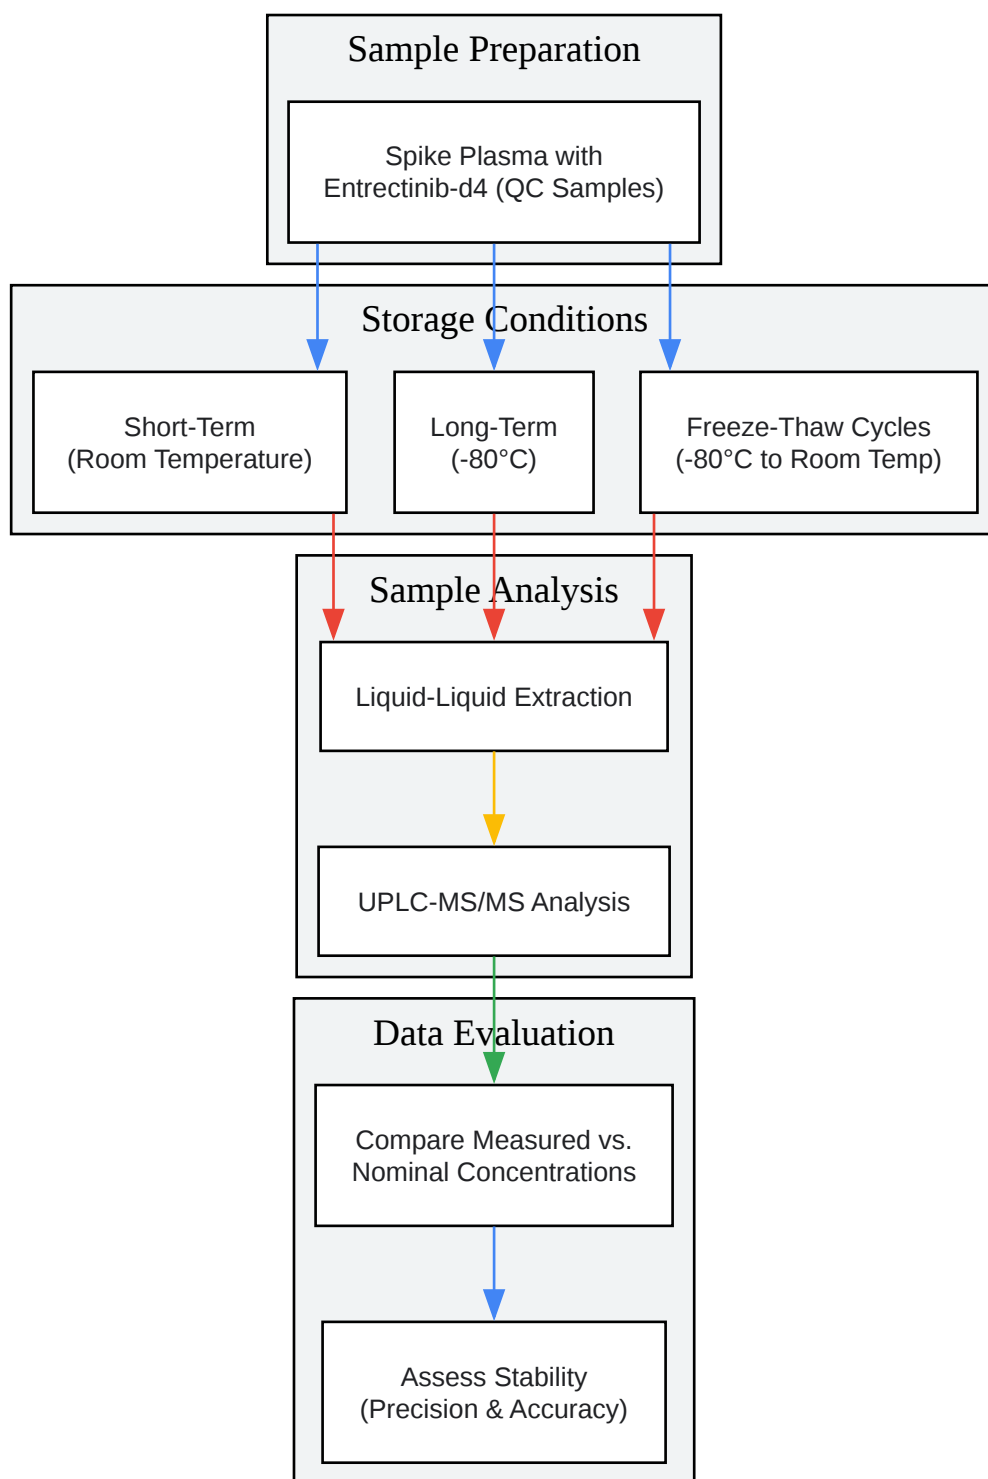 Sample Preparation
Spike Plasma with
Entrectinib-d4 (QC Samples)
Storage Conditions
Short-Term
(Room Temperature)
Long-Term
(-80°C)
Freeze-Thaw Cycles
(-80°C to Room Temp)
Sample Analysis
Liquid-Liquid Extraction
UPLC-MS/MS Analysis
Data Evaluation
Compare Measured vs.
Nominal Concentrations
Assess Stability
(Precision & Accuracy)